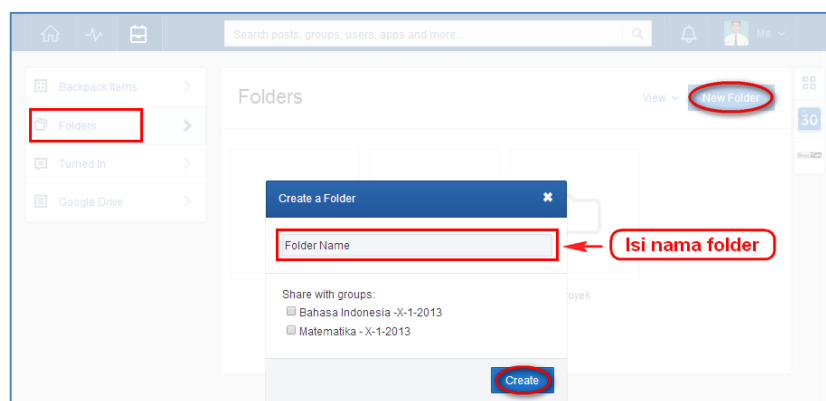 Search posts, groups, users, apps and more...
Me
Backpack Items
Folders
Turned In
Google Drive
Folders
View
New Folder
30
Create a Folder
Folder Name
Isi nama folder
Share with groups:
Bahasa Indonesia -X-1-2013
Matematika - X-1-2013
royek
Create